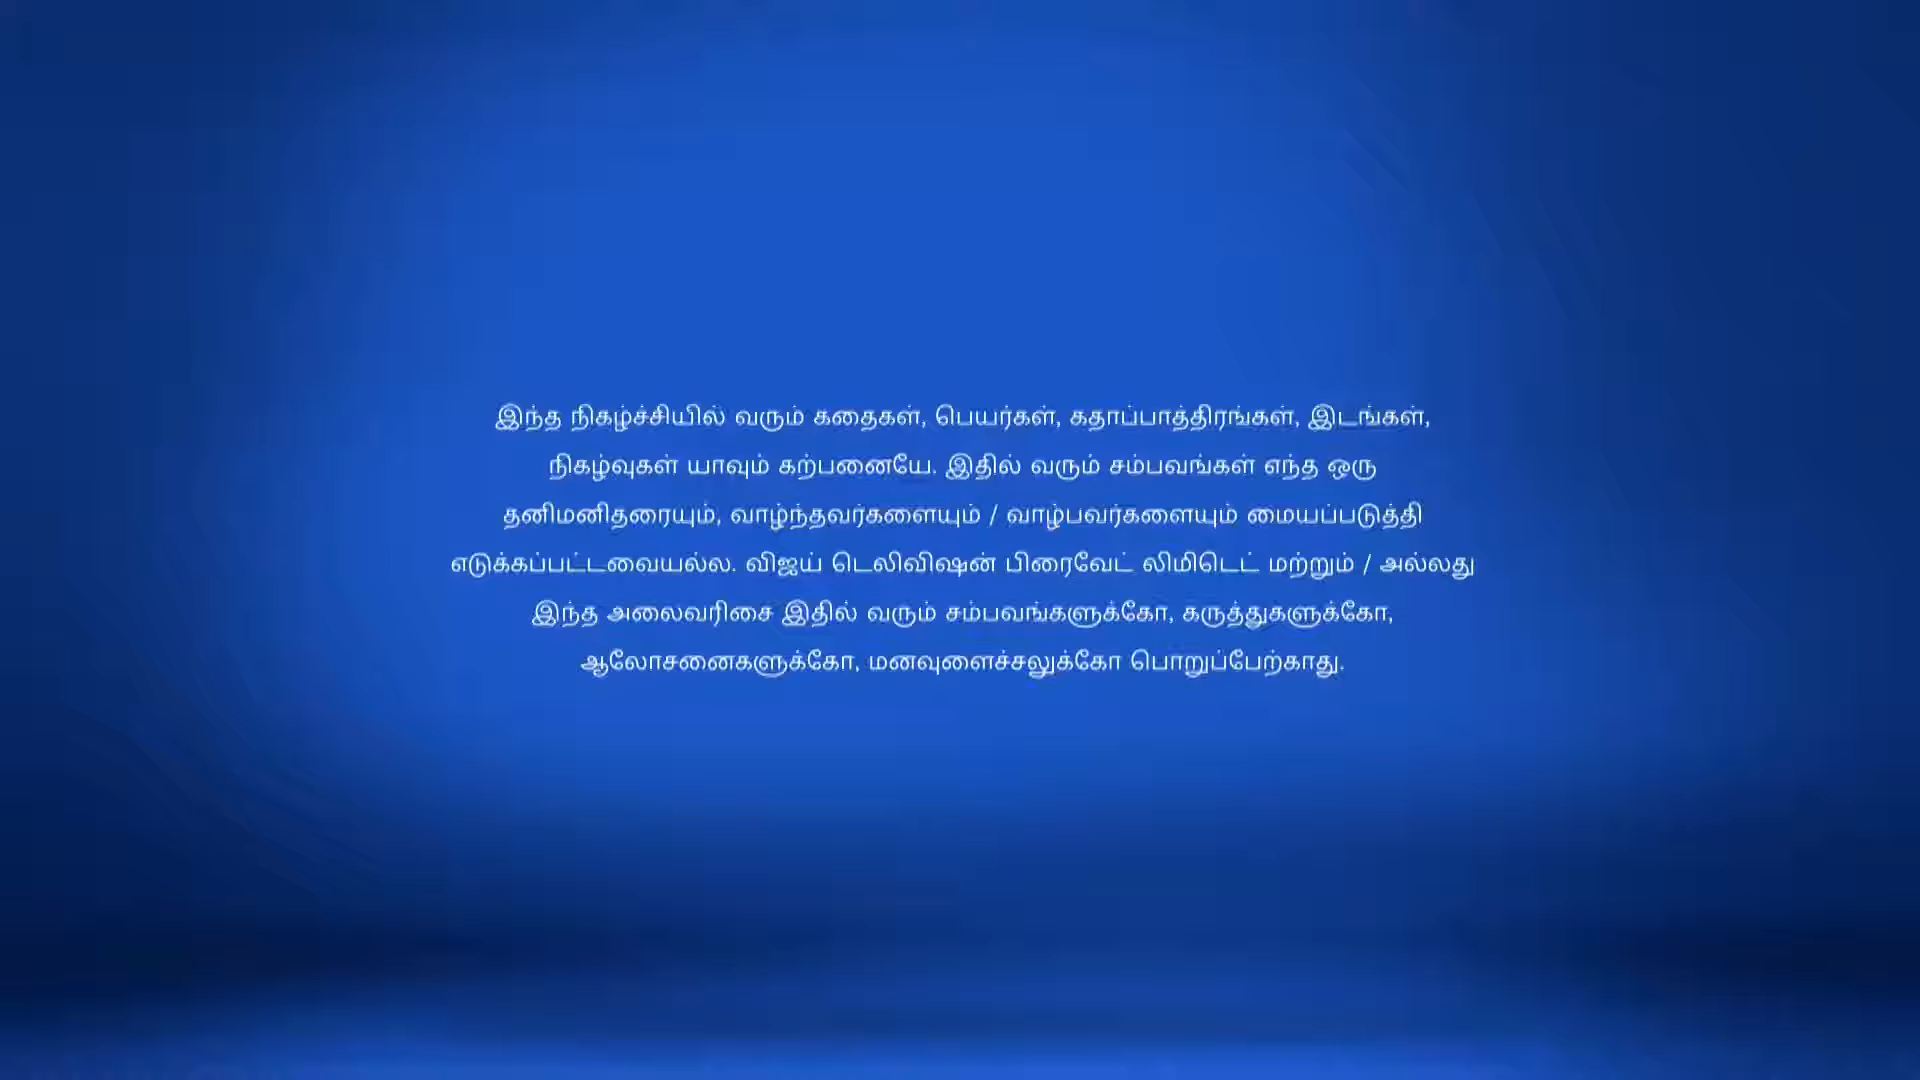 இந்த நிகழ்ச்சியில் வரும் கதைகள், பெயர்கள், கதாப்பாத்திரங்கள், இடங்கள்,
நிகழ்வுகள் யாவும் கற்பனையே. இதில் வரும் சம்பவங்கள் எந்த ஒரு
தனிமனிதரையும், வாழ்ந்தவர்களையும் / வாழ்பவர்களையும் மையப்படுத்தி
எடுக்கப்பட்டவையல்ல. விஜய் டெலிவிஷன் பிரைவேட் லிமிடெட் மற்றும் / அல்லது
இந்த அலைவரிசை இதில் வரும் சம்பவங்களுக்கோ, கருத்துகளுக்கோ,
ஆலோசனைகளுக்கோ, மனவுளைச்சலுக்கோ பொறுப்பேற்காது.